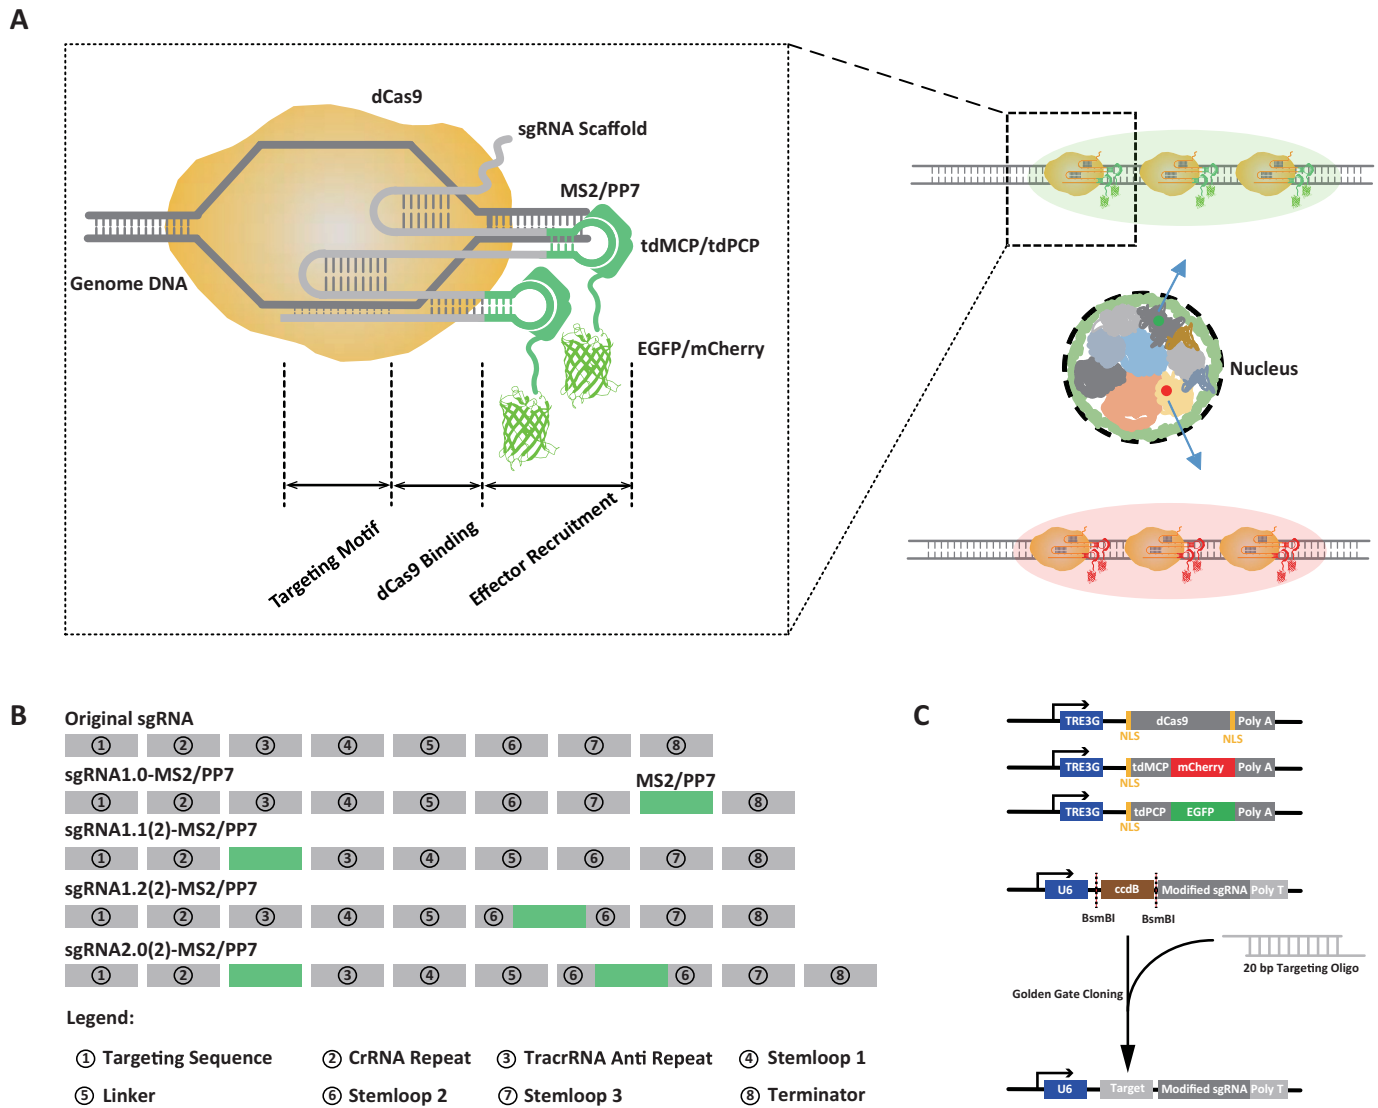 A
dCas9
sgRNA Scaffold
MS2/PP7
tdMCP/tdPCP
Genome DNA
EGFP/mCherry
Targeting Motif
dCas9 Binding
Effector Recruitment
Nucleus
B
Original sgRNA
1 2 3 4 5 6 7 8
sgRNA1.0-MS2/PP7
MS2/PP7
1 2 3 4 5 6 7 8
sgRNA1.1(2)-MS2/PP7
1 2 3 4 5 6 7 8
sgRNA1.2(2)-MS2/PP7
1 2 3 4 5 6 6 7 8
sgRNA2.0(2)-MS2/PP7
1 2 3 4 5 6 6 7 8
Legend:
1 Targeting Sequence 2 CrRNA Repeat 3 TracrRNA Anti Repeat 4 Stemloop 1
5 Linker 6 Stemloop 2 7 Stemloop 3 8 Terminator
C
TRE3G dCas9 Poly A
NLS NLS
TRE3G tdMCP mCherry Poly A
NLS
TRE3G tdPCP EGFP Poly A
NLS
U6 ccdB Modified sgRNA Poly T
BsmBI BsmBI
20 bp Targeting Oligo
Golden Gate Cloning
U6 Target Modified sgRNA Poly T